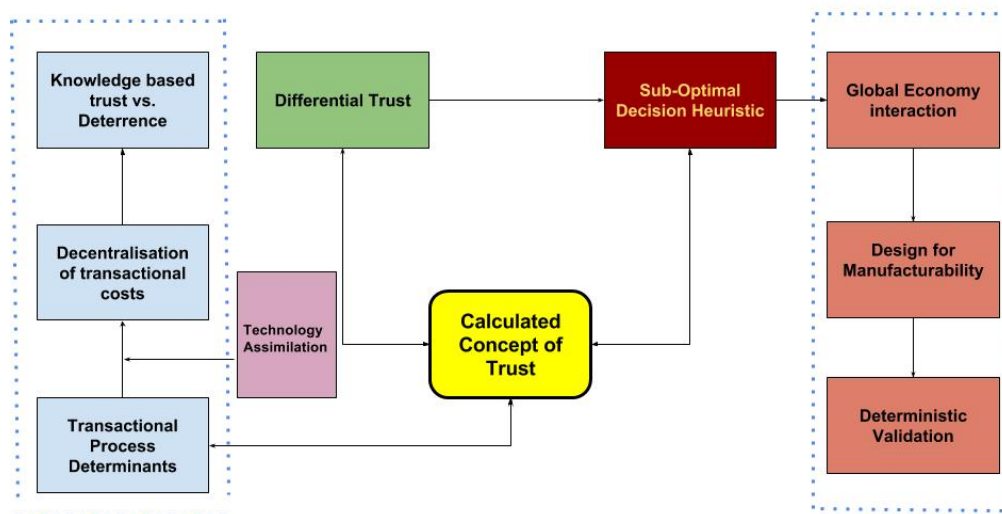 Knowledge based
trust vs.
Deterrence
Differential Trust
Sub-Optimal
Decision Heuristic
Global Economy
interaction
Decentralisation
of transactional
costs
Design for
Manufacturability
Technology
Assimilation
Calculated
Concept of
Trust
Transactional
Process
Determinants
Deterministic
Validation